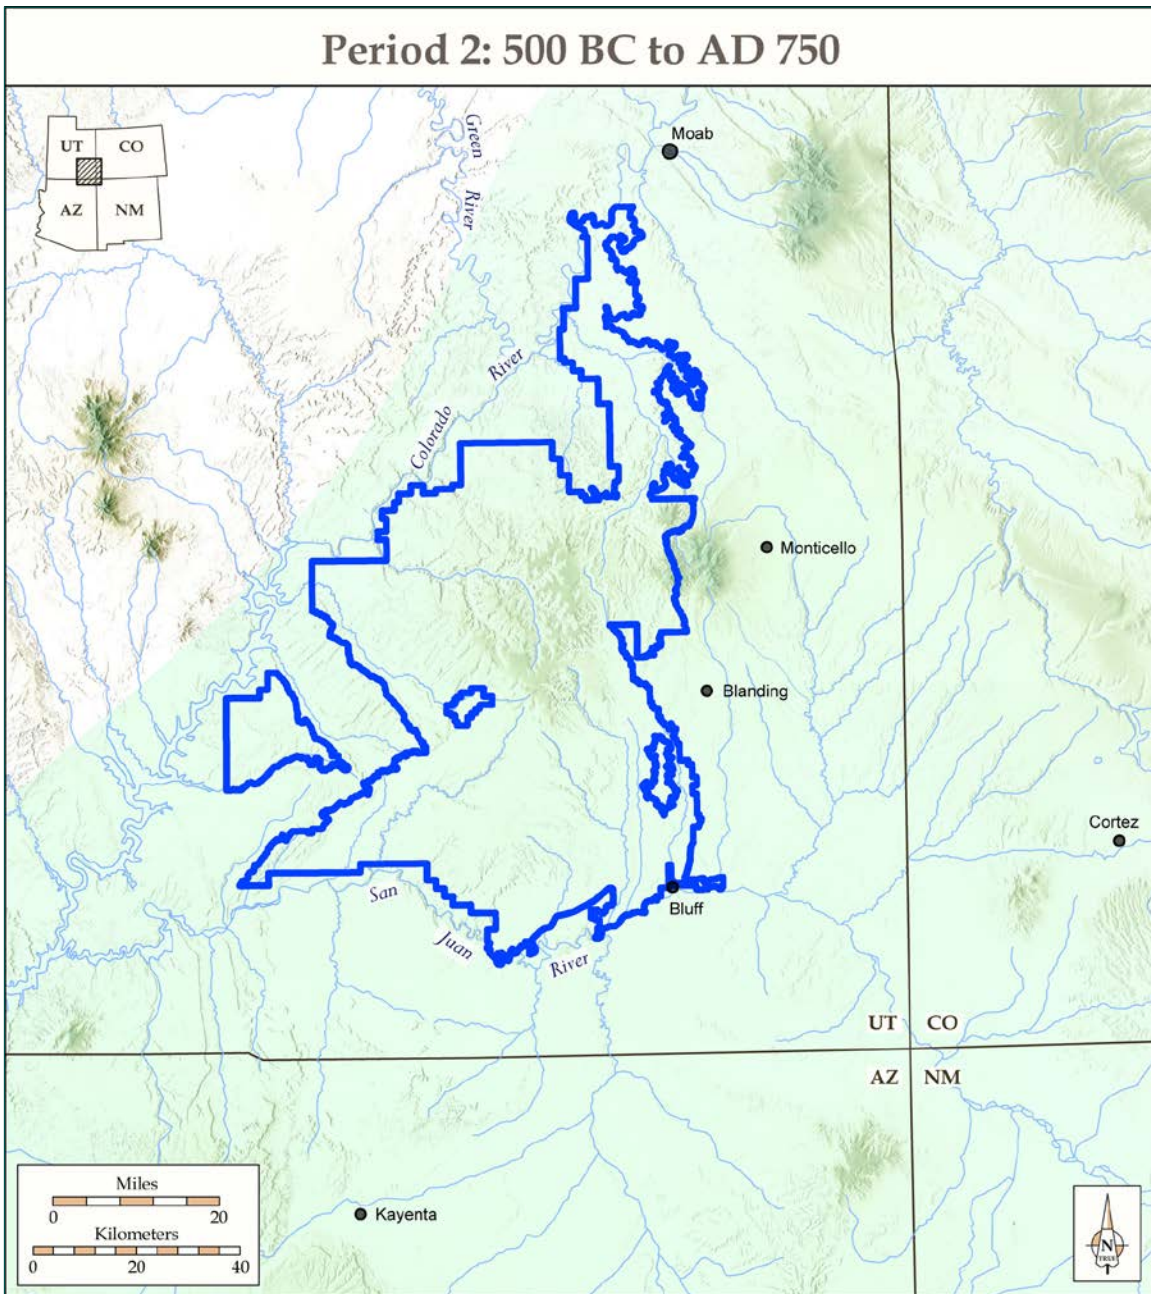 Period 2: 500 BC to AD 750
UT CO
AZ NM
Green
River
Moab
River
Colorado
Monticello
Blanding
Cortez
San
Juan
River
Bluff
UT CO
AZ NM
Miles
0 20
Kilometers
0 20 40
Kayenta
N